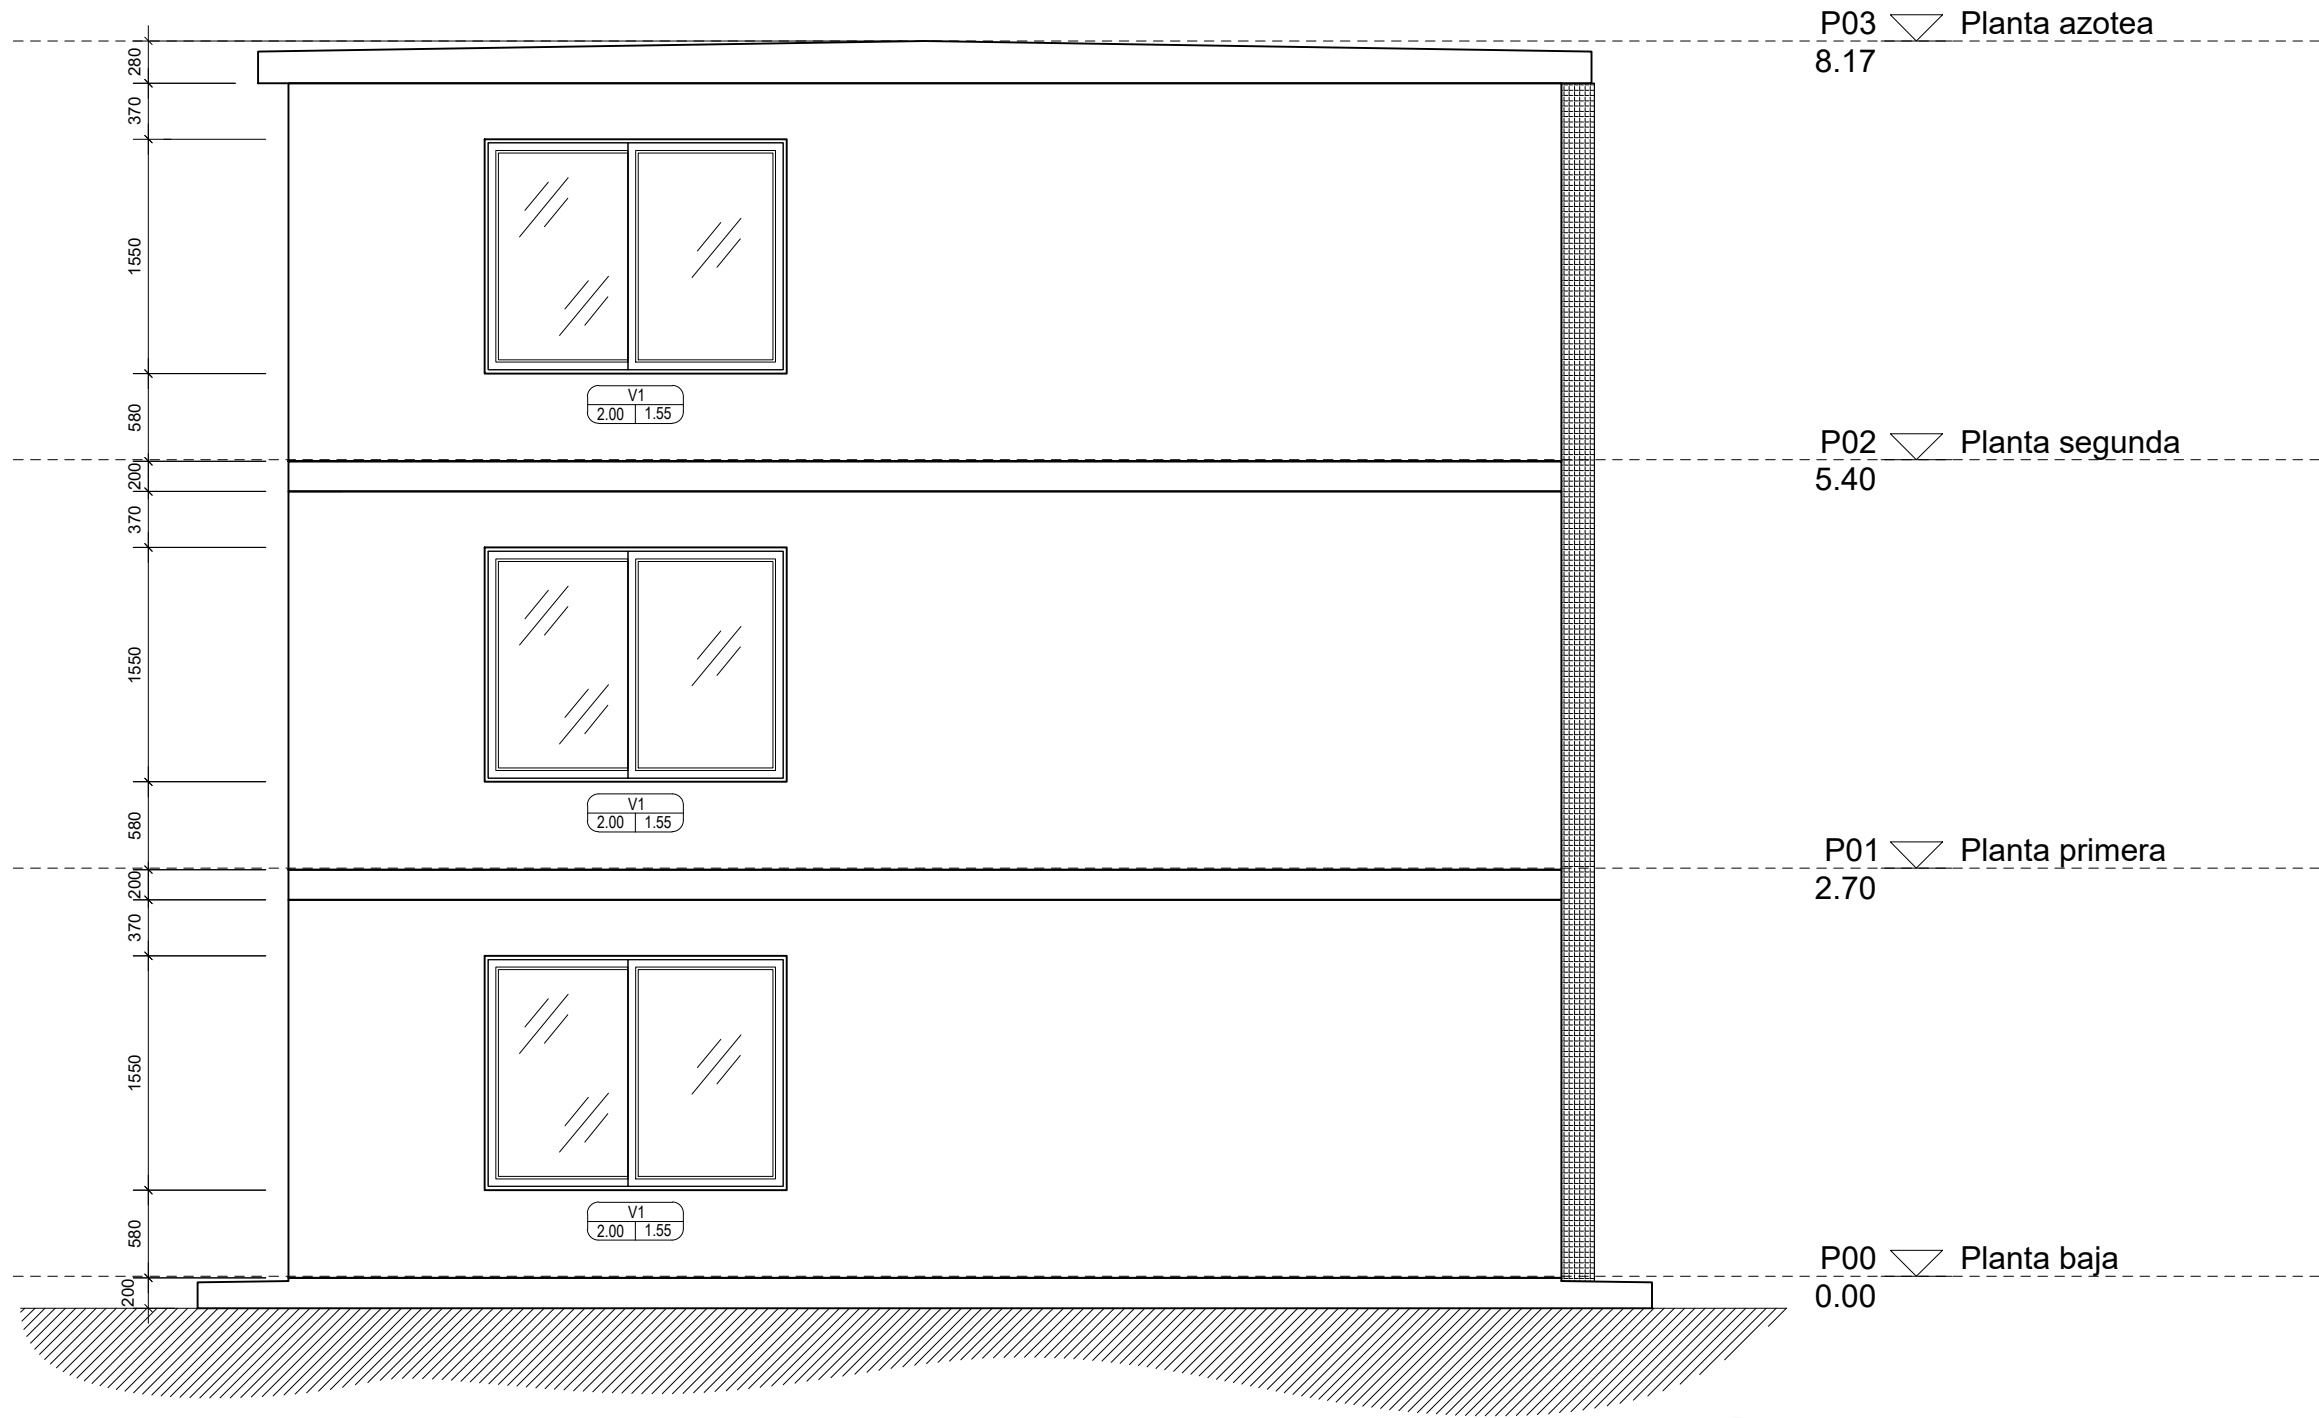 P03 Planta azotea
8.17
280
370
1550
V1
2.00 1.55
580
P02 Planta segunda
5.40
200
370
1550
V1
2.00 1.55
580
P01 Planta primera
2.70
200
370
1550
V1
2.00 1.55
580
P00 Planta baja
0.00
200